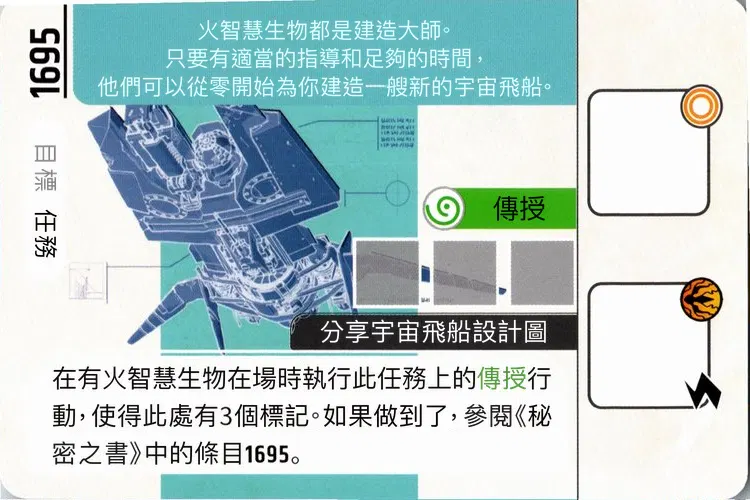 1695
目標 任務
火智慧生物都是建造大師。
只要有適當的指導和足夠的時間，
他們可以從零開始為你建造一艘新的宇宙飛船。
傳授
分享宇宙飛船設計圖
在有火智慧生物在場時執行此任務上的傳授行
動，使得此處有3個標記。如果做到了，參閱《秘
密之書》中的條目1695。